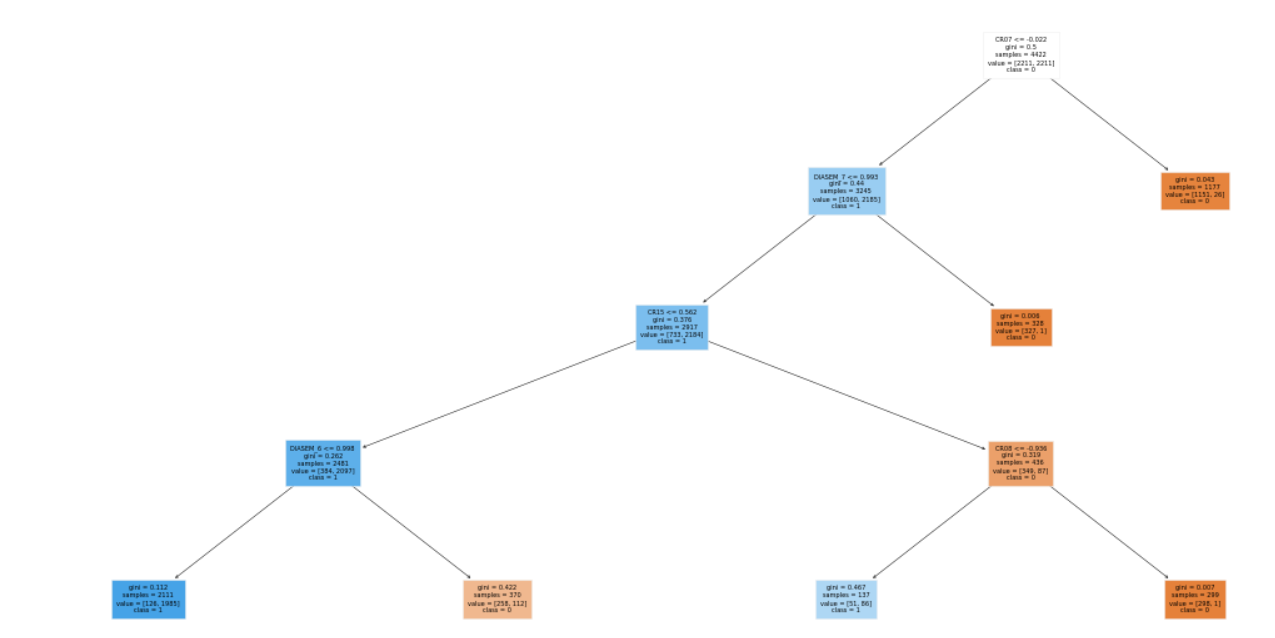 CR07 <= -0.022
gini = 0.5
samples = 4422
value = [2211, 2211]
class = 0
DIASEM_7 <= 0.993
gini = 0.44
samples = 3245
value = [1060, 2185]
class = 1
gini = 0.043
samples = 1177
value = [1151, 26]
class = 0
CR15 <= 0.562
gini = 0.376
samples = 2917
value = [733, 2184]
class = 1
gini = 0.006
samples = 328
value = [327, 1]
class = 0
DIASEM_6 <= 0.998
gini = 0.262
samples = 2481
value = [384, 2097]
class = 1
CR08 <= -0.936
gini = 0.319
samples = 436
value = [349, 87]
class = 0
gini = 0.112
samples = 2111
value = [126, 1985]
class = 1
gini = 0.422
samples = 370
value = [258, 112]
class = 0
gini = 0.467
samples = 137
value = [51, 86]
class = 1
gini = 0.007
samples = 299
value = [298, 1]
class = 0